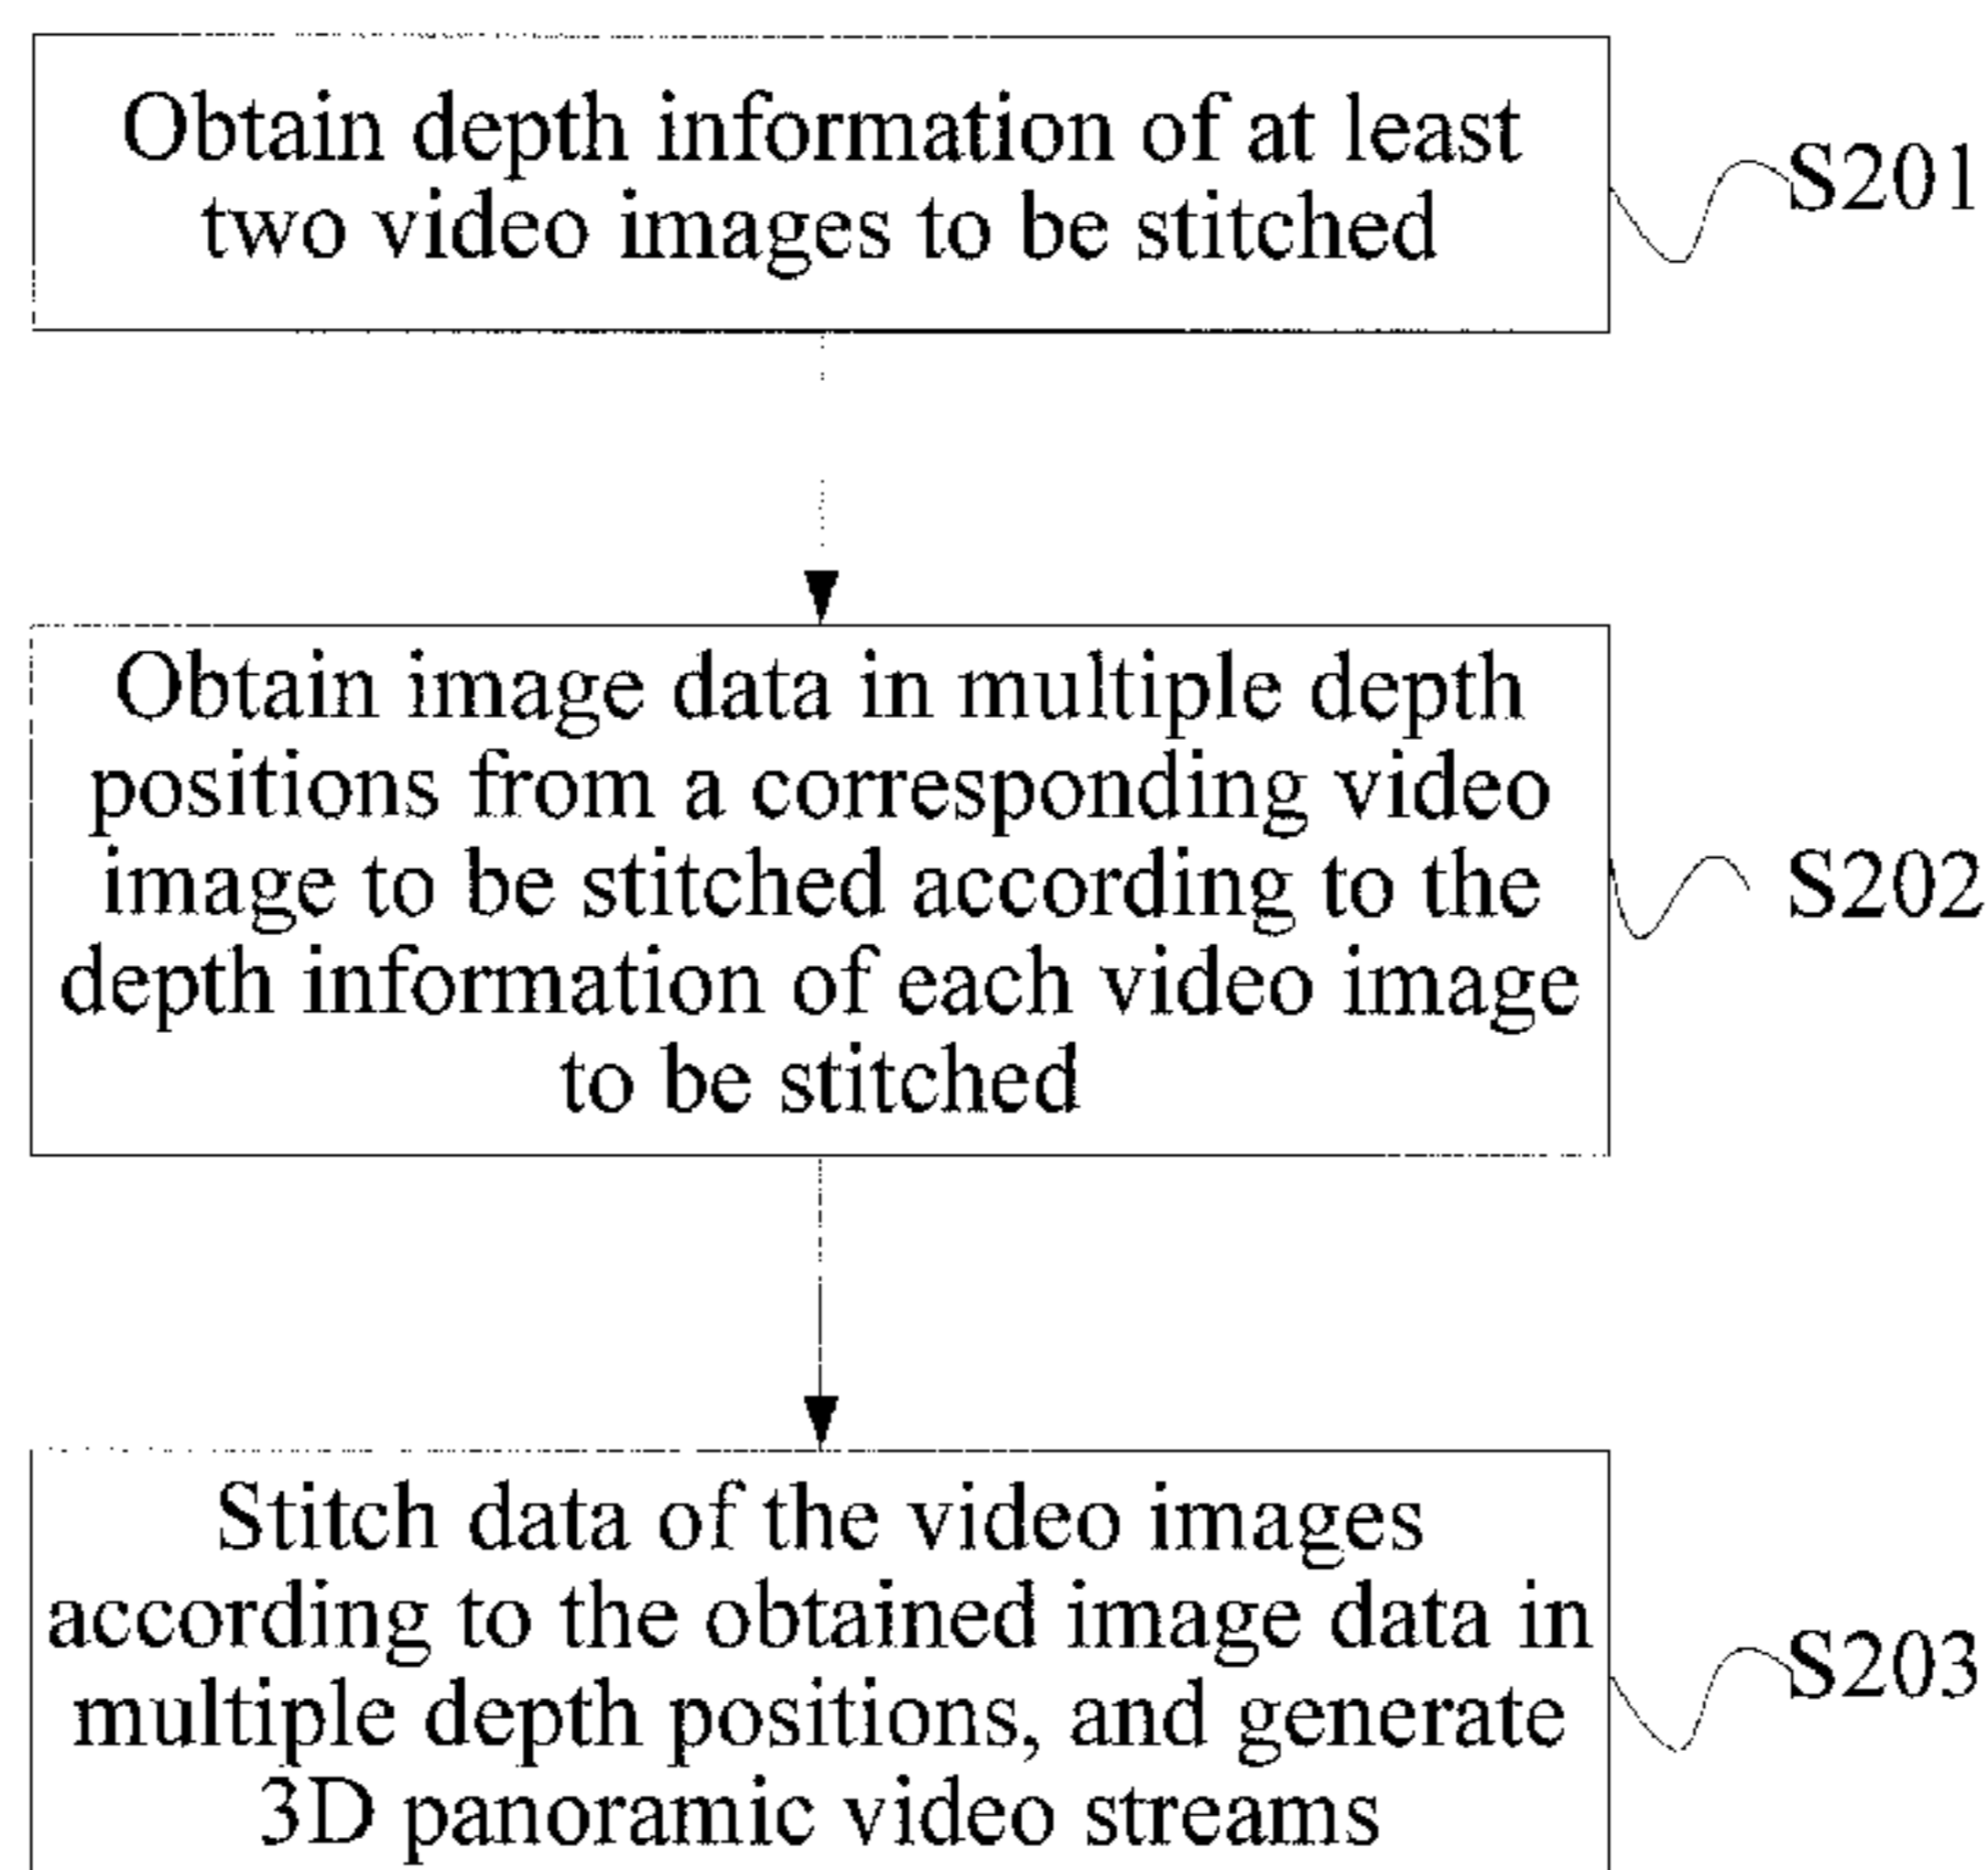 Obtain depth information of at least
two video images to be stitched
S201
Obtain image data in multiple depth
positions from a corresponding video
image to be stitched according to the
depth information of each video image
to be stitched
S202
Stitch data of the video images
according to the obtained image data in
multiple depth positions, and generate
3D panoramic video streams
S203